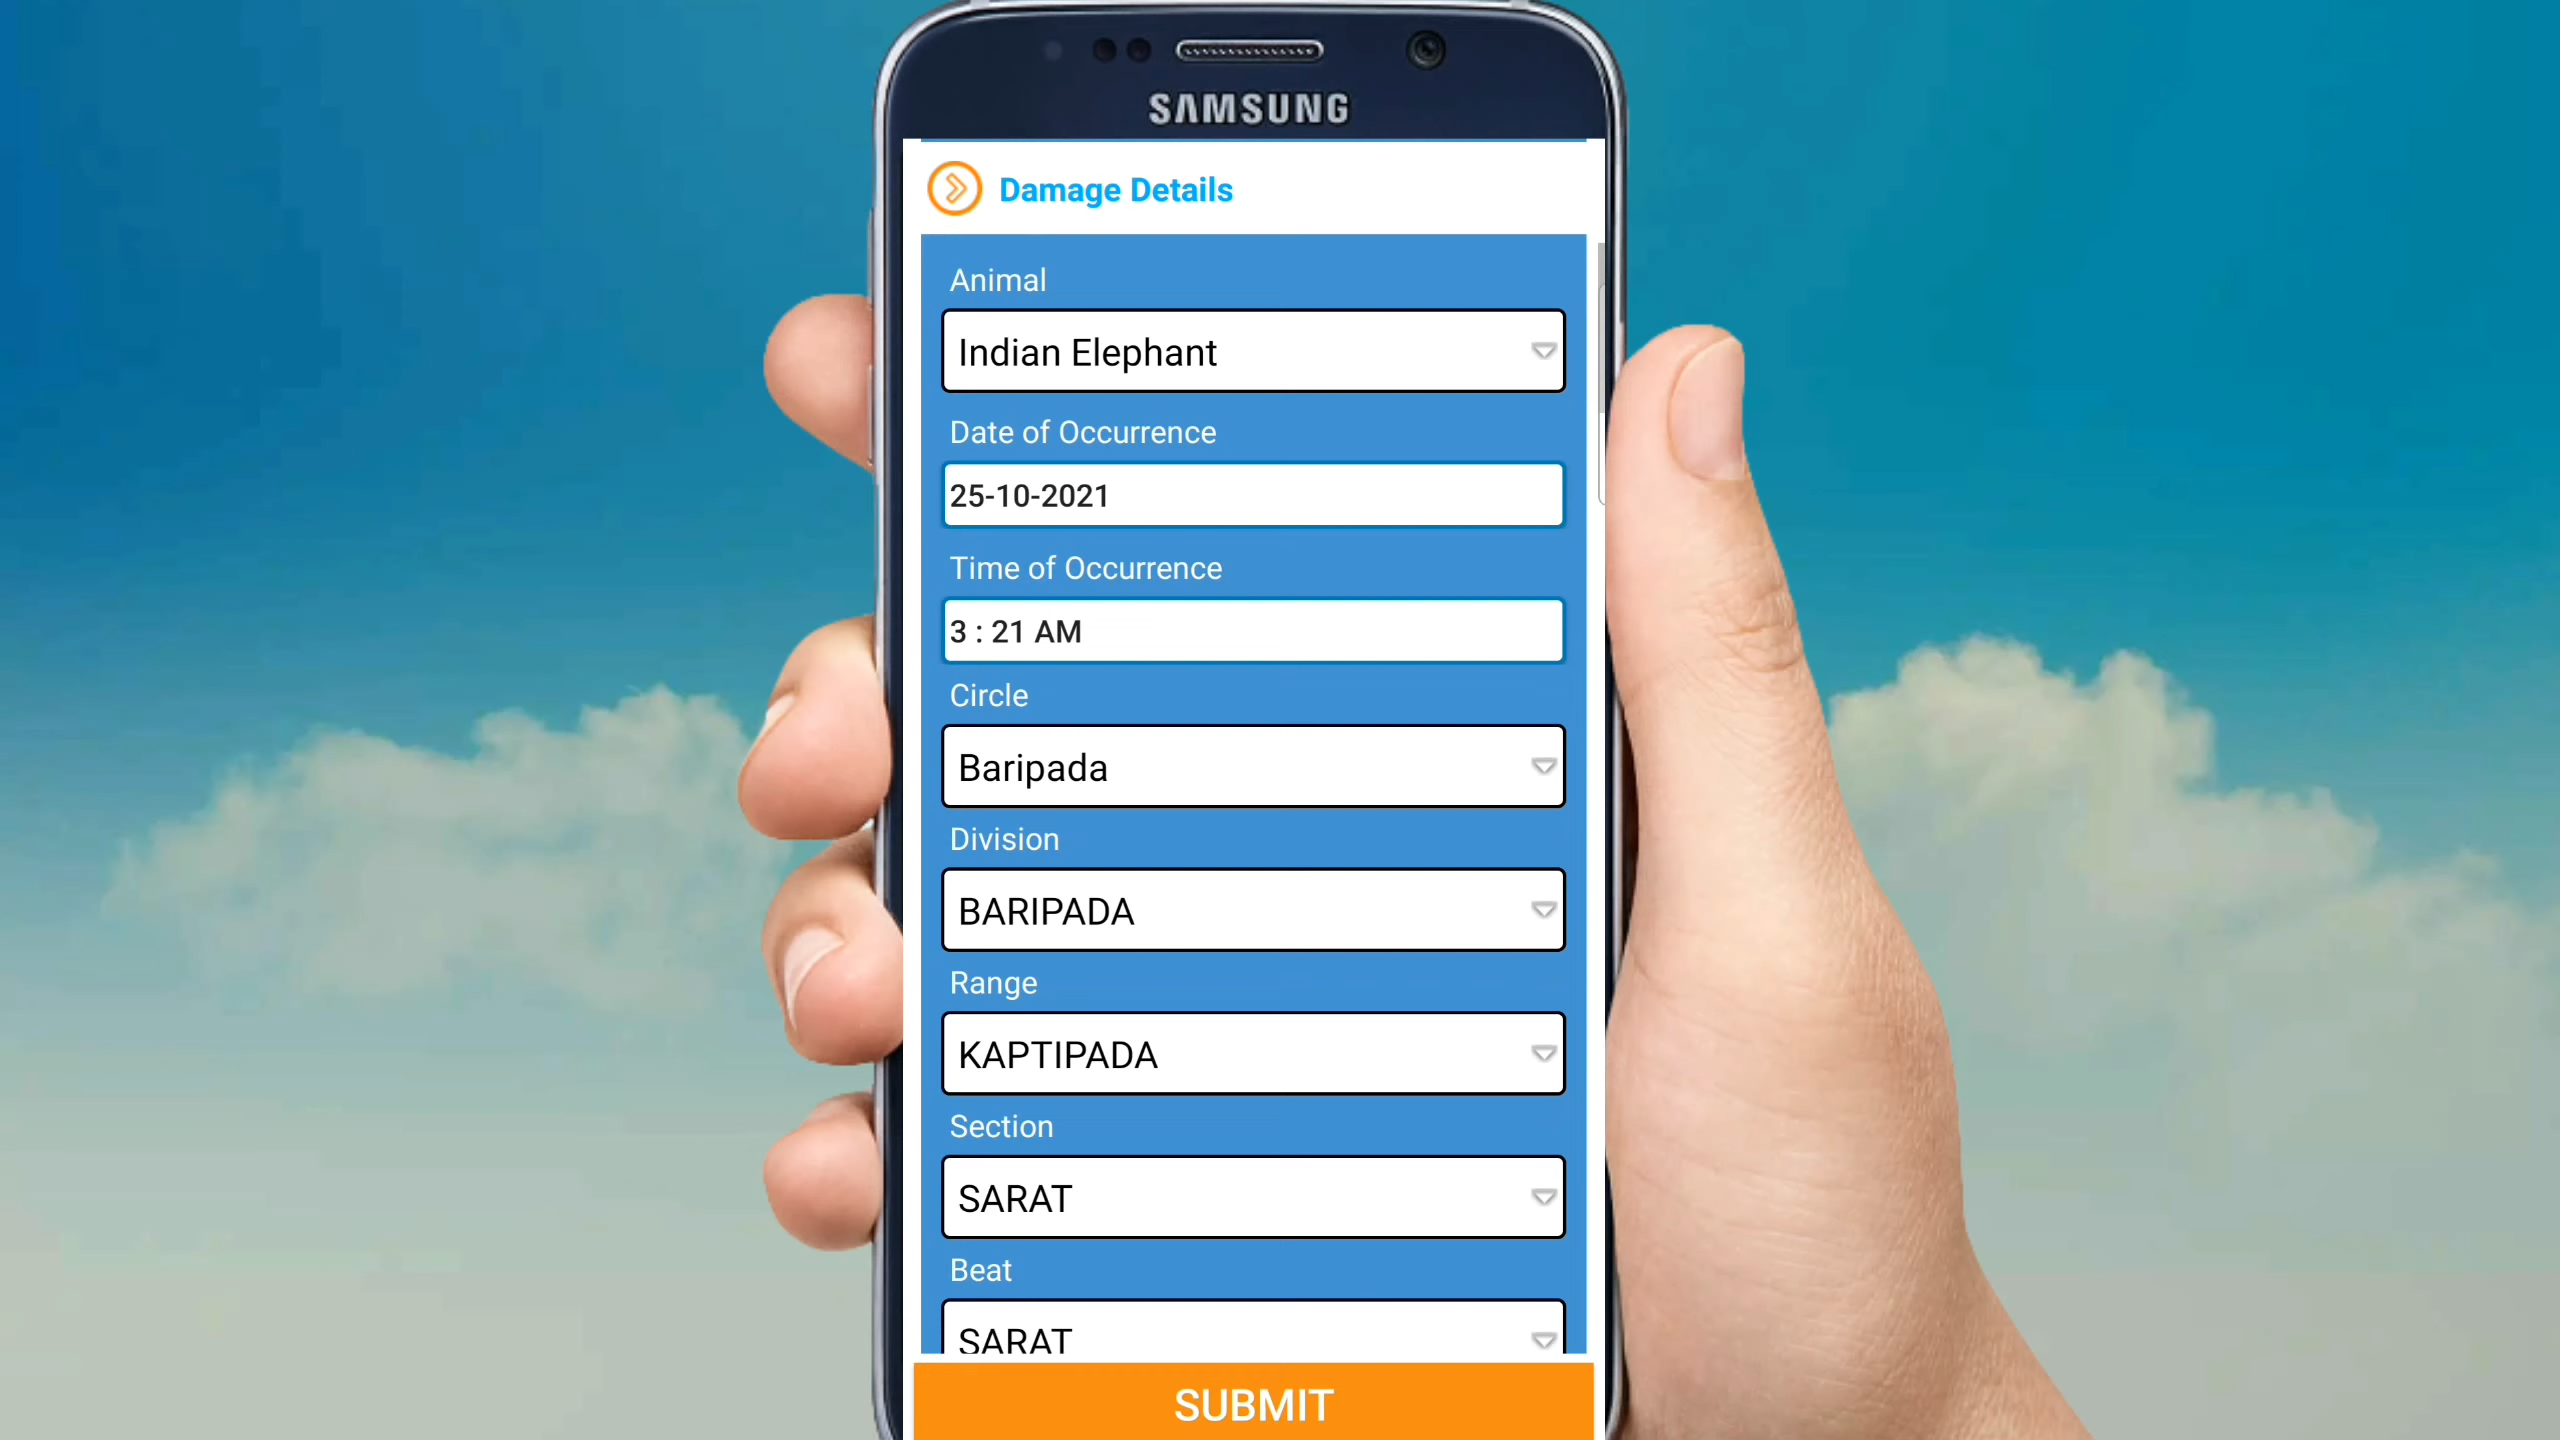 SAMSUNG
Damage Details
Animal
Indian Elephant
Date of Occurrence
25-10-2021
Time of Occurrence
3 : 21 AM
Circle
Baripada
Division
BARIPADA
Range
KAPTIPADA
Section
SARAT
Beat
SARAT
SUBMIT